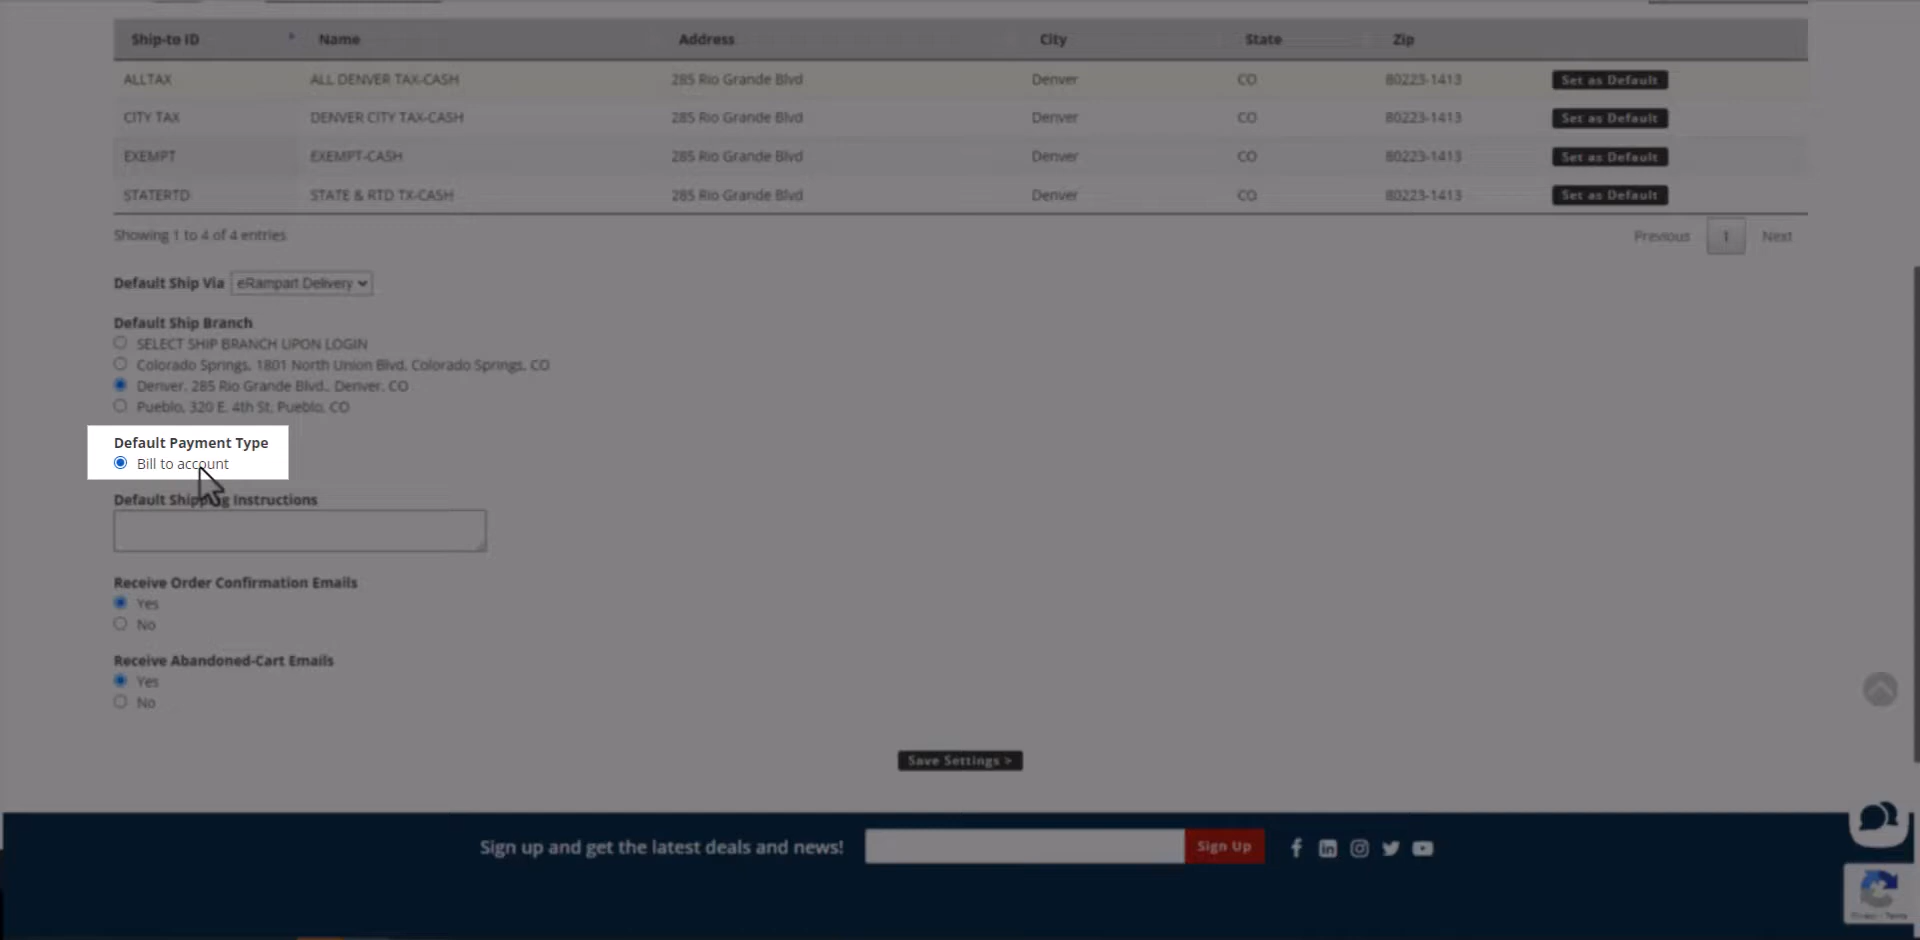 Ship-to ID Name Address City State Zip
ALLTAX ALL DENVER TAX-CASH 285 Rio Grande Blvd Denver CO 80223-1413 Set as Default
CITY TAX DENVER CITY TAX-CASH 285 Rio Grande Blvd Denver CO 80223-1413 Set as Default
EXEMPT EXEMPT-CASH 285 Rio Grande Blvd Denver CO 80223-1413 Set as Default
STATERTD STATE & RTD TX-CASH 285 Rio Grande Blvd Denver CO 80223-1413 Set as Default
Showing 1 to 4 of 4 entries Previous 1 Next
Default Ship Via eRampart Delivery
Default Ship Branch
SELECT SHIP BRANCH UPON LOGIN
Colorado Springs, 1801 North Union Blvd, Colorado Springs, CO
Denver, 285 Rio Grande Blvd., Denver, CO
Pueblo, 320 E. 4th St, Pueblo, CO
Default Payment Type
Bill to account
Default Shipping Instructions
Receive Order Confirmation Emails
Yes
No
Receive Abandoned-Cart Emails
Yes
No
Save Settings >
Sign up and get the latest deals and news! Sign Up
Privacy - Terms